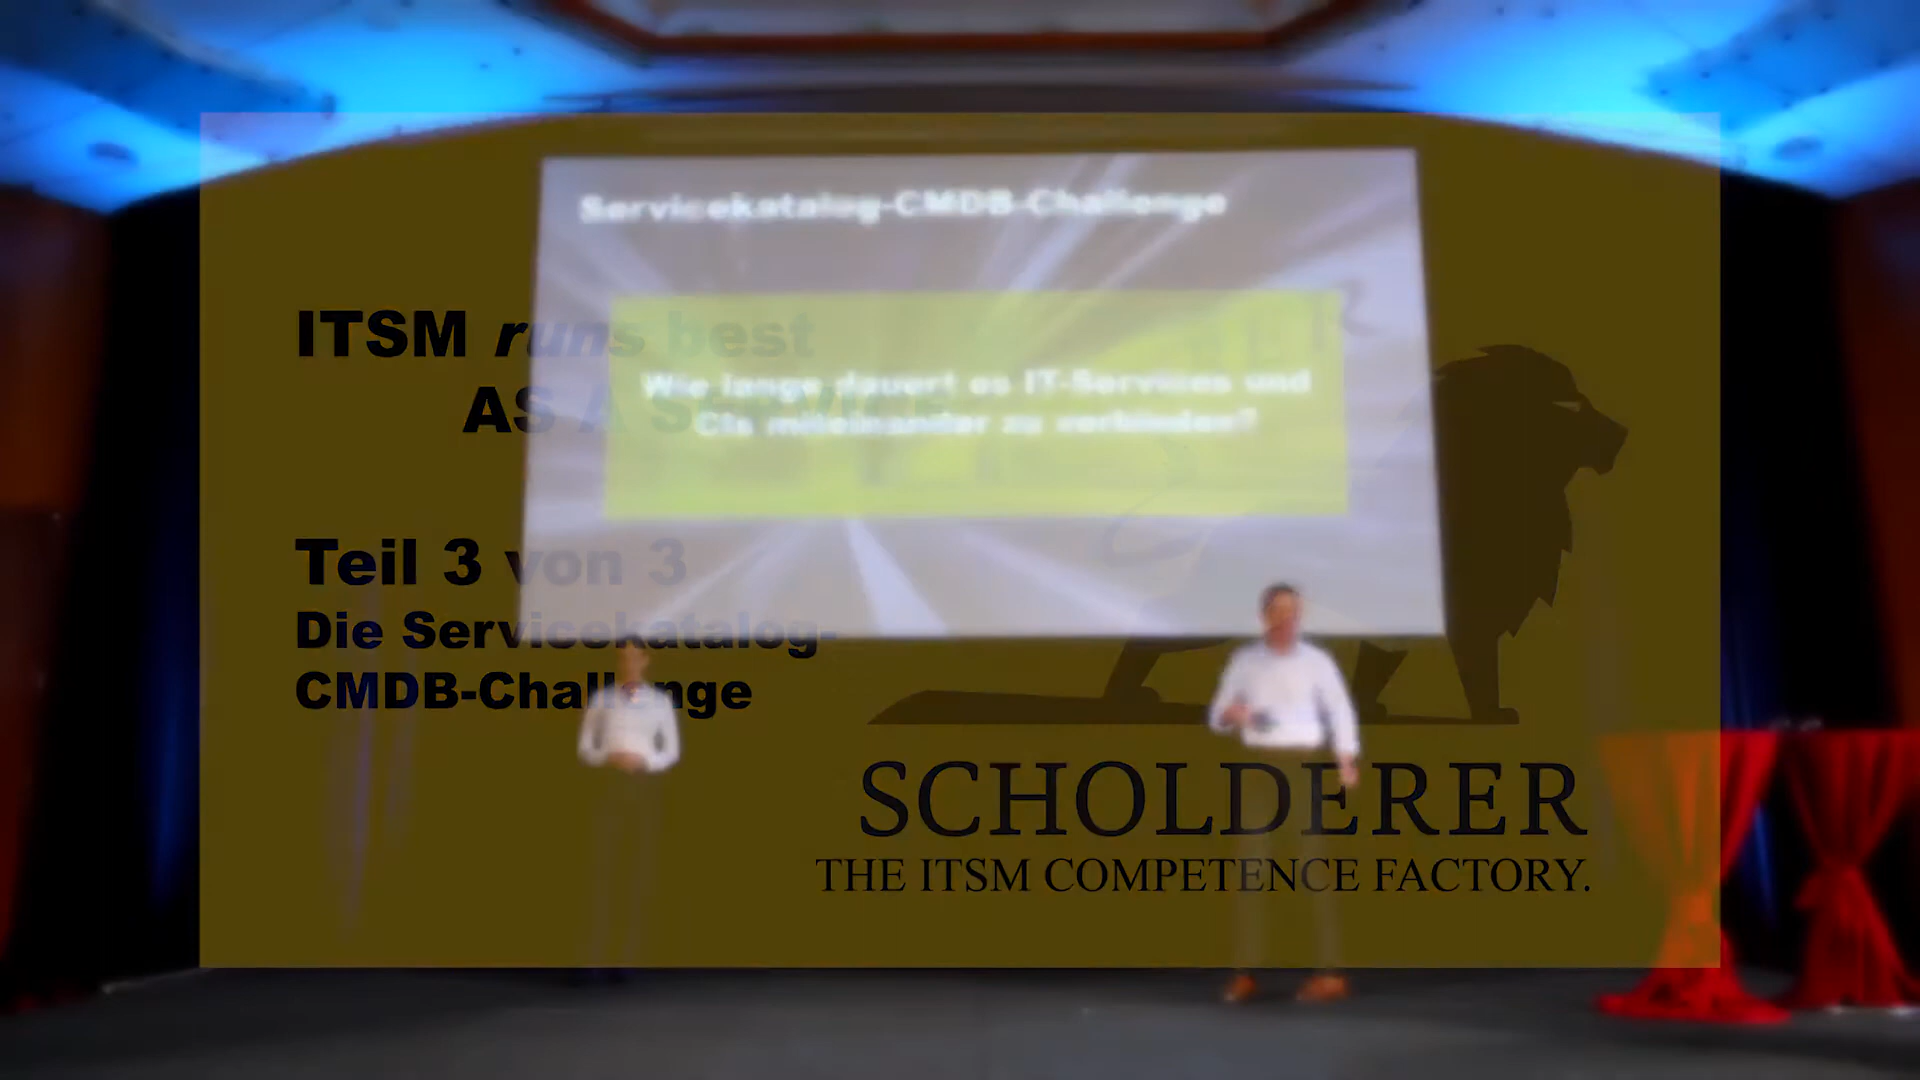 Servicekatalog-CMDB-Challenge
Wie lange dauert es IT-Services und
CIs miteinander zu verbinden?
ITSM runs best
AS A SERVICE
Teil 3 von 3
Die Servicekatalog-
CMDB-Challenge
SCHOLDERER
THE ITSM COMPETENCE FACTORY.